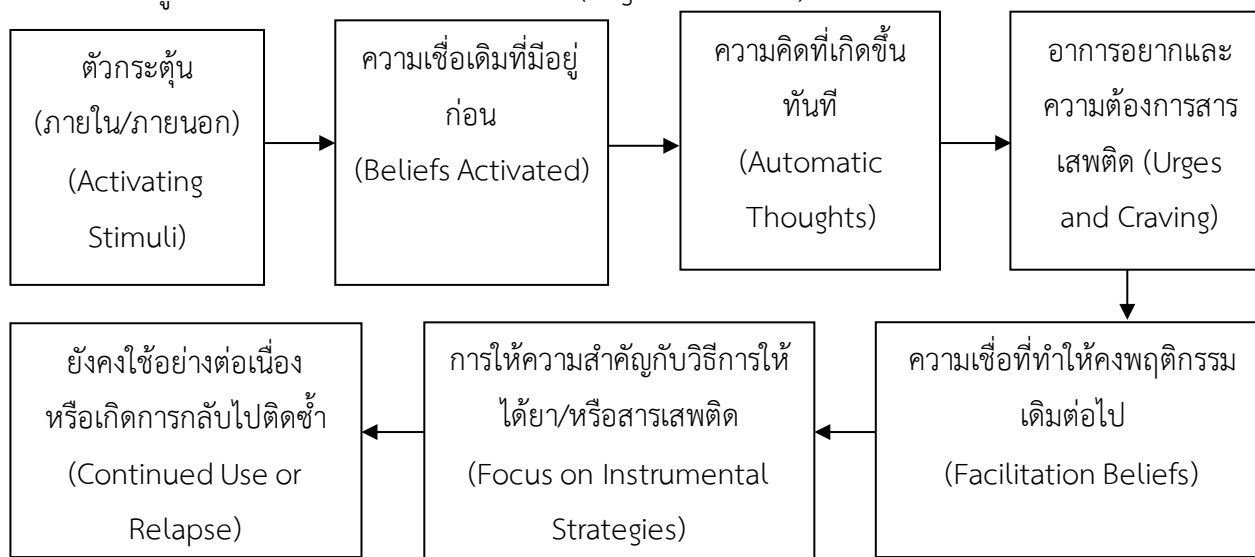 ตัวกระตุ้น
(ภายใน/ภายนอก)
(Activating
Stimuli)
ความเชื่อเดิมที่มีอยู่
ก่อน
(Beliefs Activated)
ความคิดที่เกิดขึ้น
ทันที
(Automatic
Thoughts)
อาการอยากและ
ความต้องการสาร
เสพติด (Urges
and Craving)
ความเชื่อที่ทำให้คงพฤติกรรม
เดิมต่อไป
(Facilitation Beliefs)
การให้ความสำคัญกับวิธีการให้
ได้ยา/หรือสารเสพติด
(Focus on Instrumental
Strategies)
ยังคงใช้อย่างต่อเนื่อง
หรือเกิดการกลับไปติดซ้ำ
(Continued Use or
Relapse)